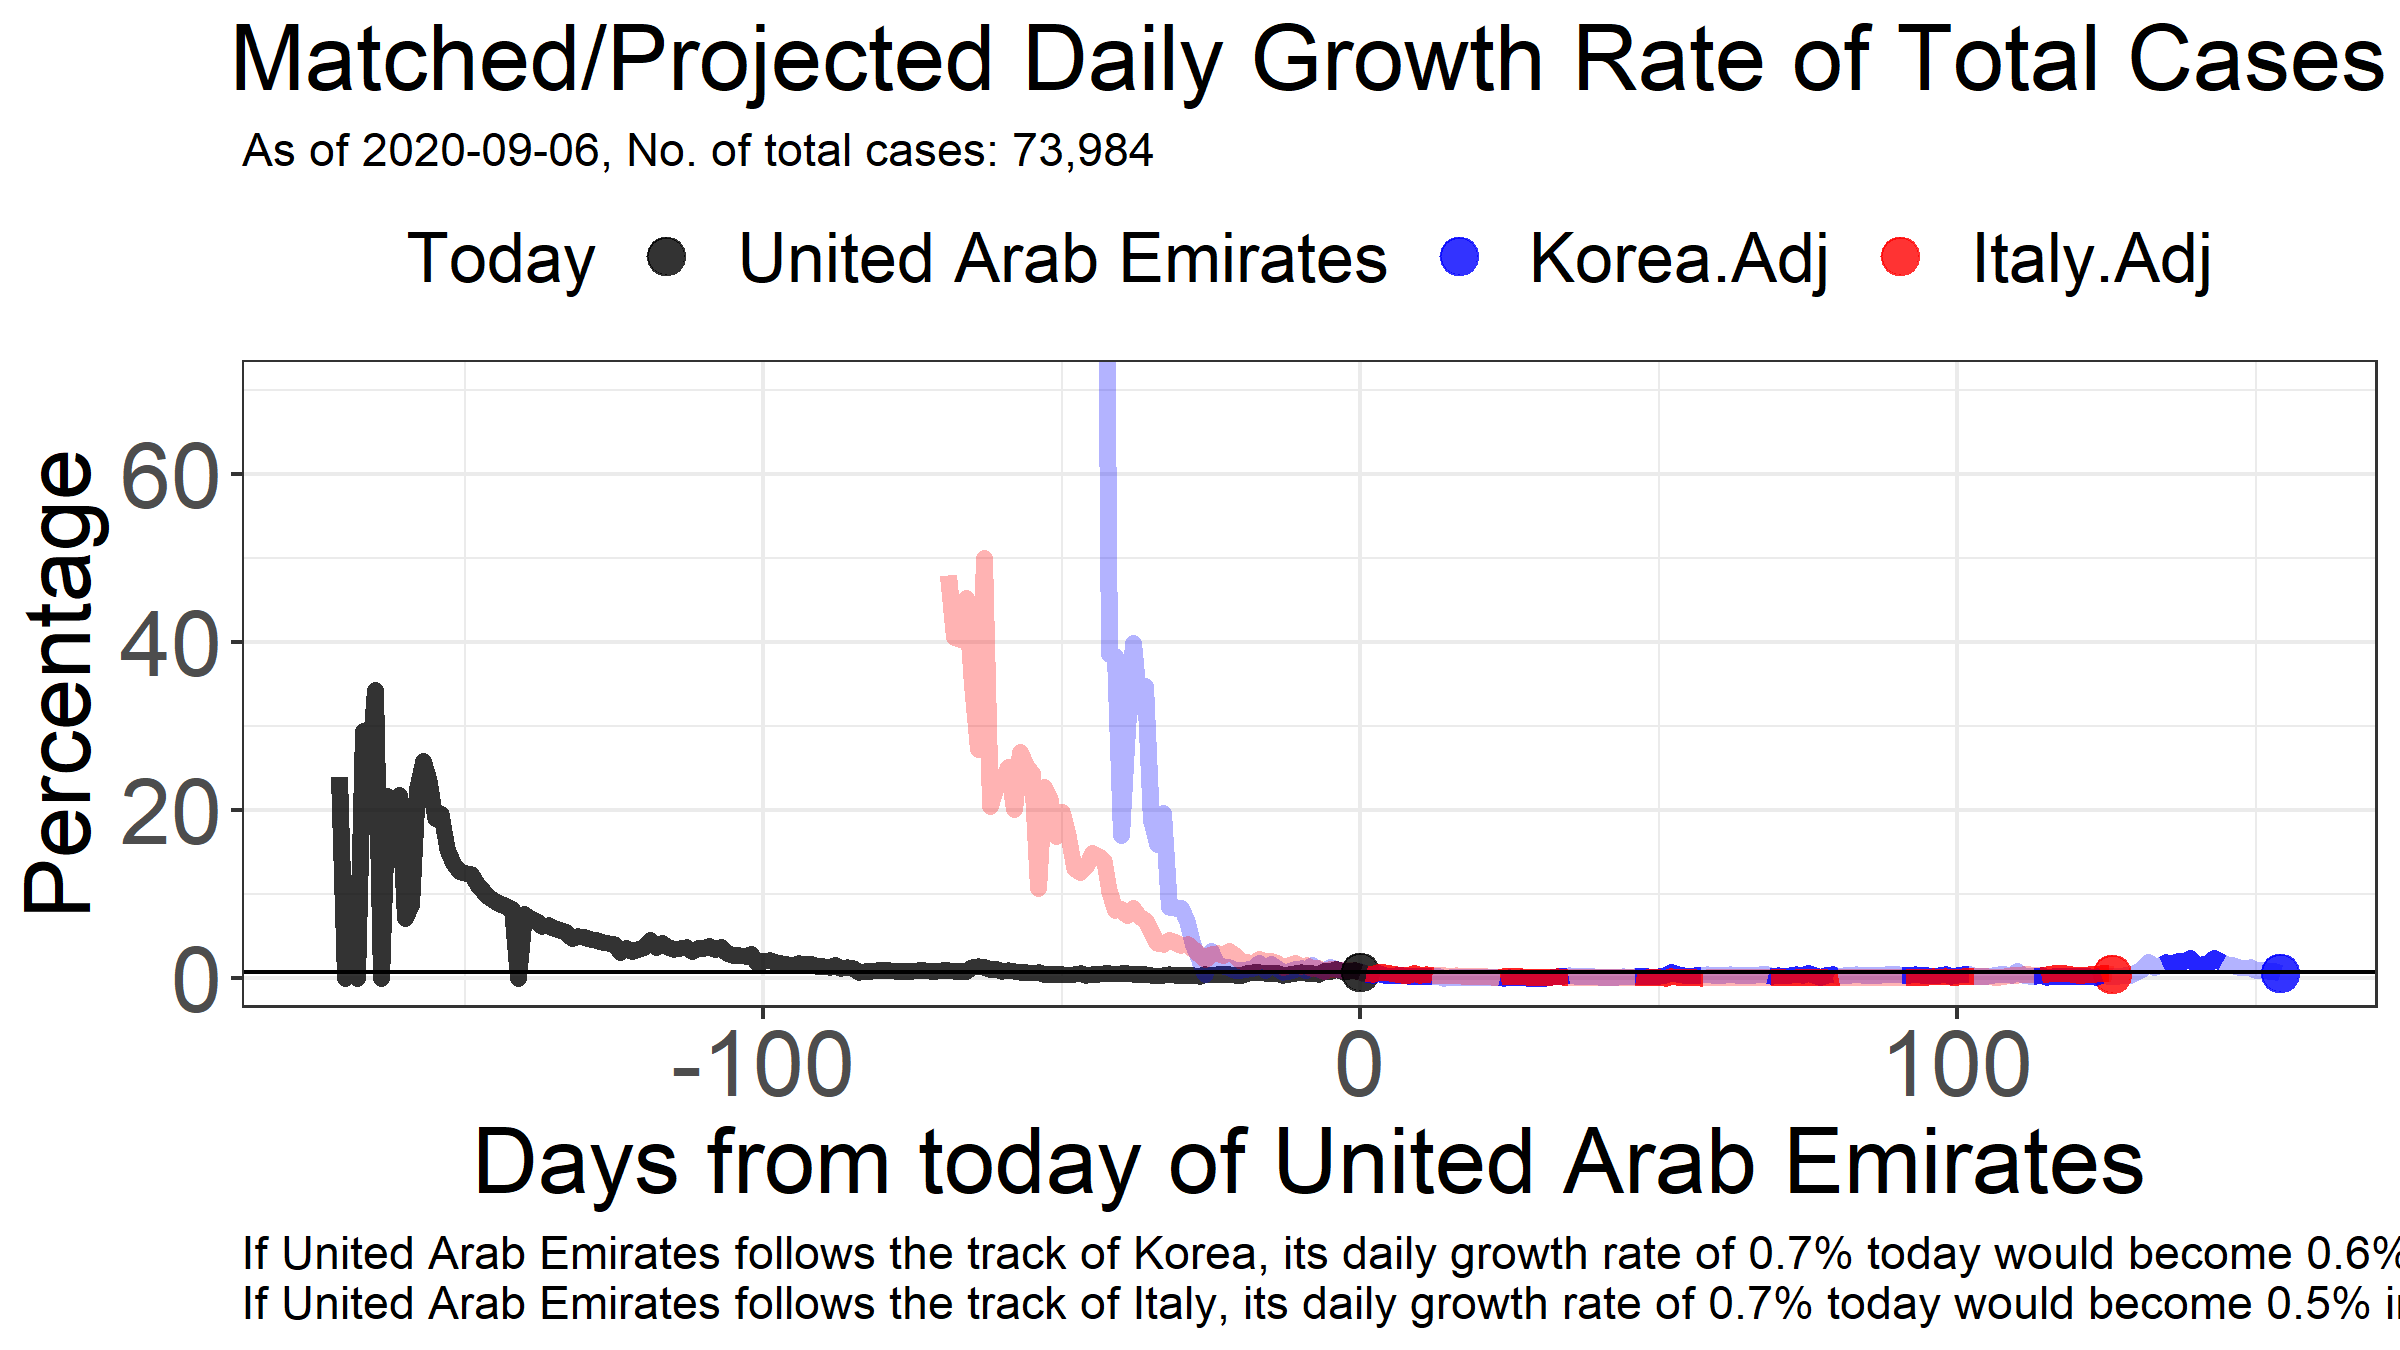 Matched/Projected Daily Growth Rate of Total Cases
As of 2020-09-06, No. of total cases: 73,984
Today United Arab Emirates Korea.Adj Italy.Adj
Percentage
60
40
20
0
-100 0 100
Days from today of United Arab Emirates
If United Arab Emirates follows the track of Korea, its daily growth rate of 0.7% today would become 0.6%
If United Arab Emirates follows the track of Italy, its daily growth rate of 0.7% today would become 0.5%